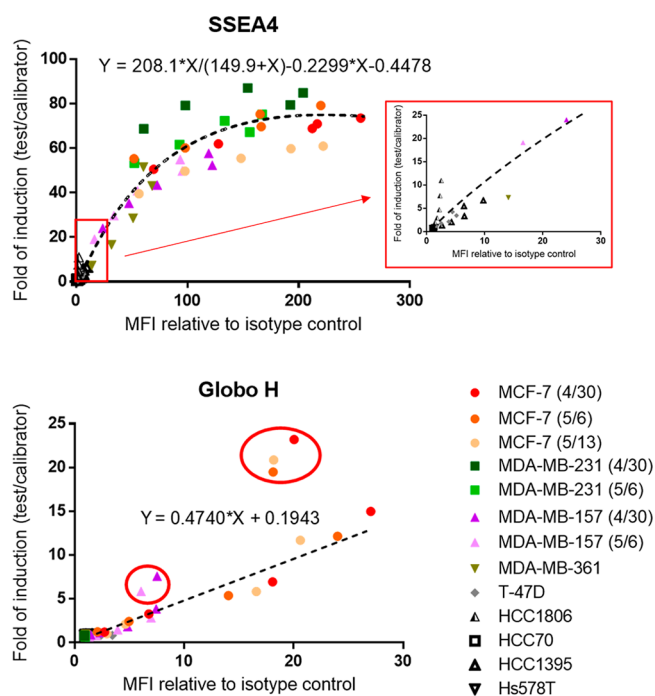 SSEA4
Y = 208.1*X/(149.9+X)-0.2299*X-0.4478
Fold of induction (test/calibrator)
100
80
60
40
20
0
0 100 200 300
MFI relative to isotype control
Fold of induction (test/calibrator)
25
20
15
10
5
0
0 10 20 30
MFI relative to isotype control
Globo H
Y = 0.4740*X + 0.1943
Fold of induction (test/calibrator)
25
20
15
10
5
0
0 10 20 30
MFI relative to isotype control
MCF-7 (4/30)
MCF-7 (5/6)
MCF-7 (5/13)
MDA-MB-231 (4/30)
MDA-MB-231 (5/6)
MDA-MB-157 (4/30)
MDA-MB-157 (5/6)
MDA-MB-361
T-47D
HCC1806
HCC70
HCC1395
Hs578T